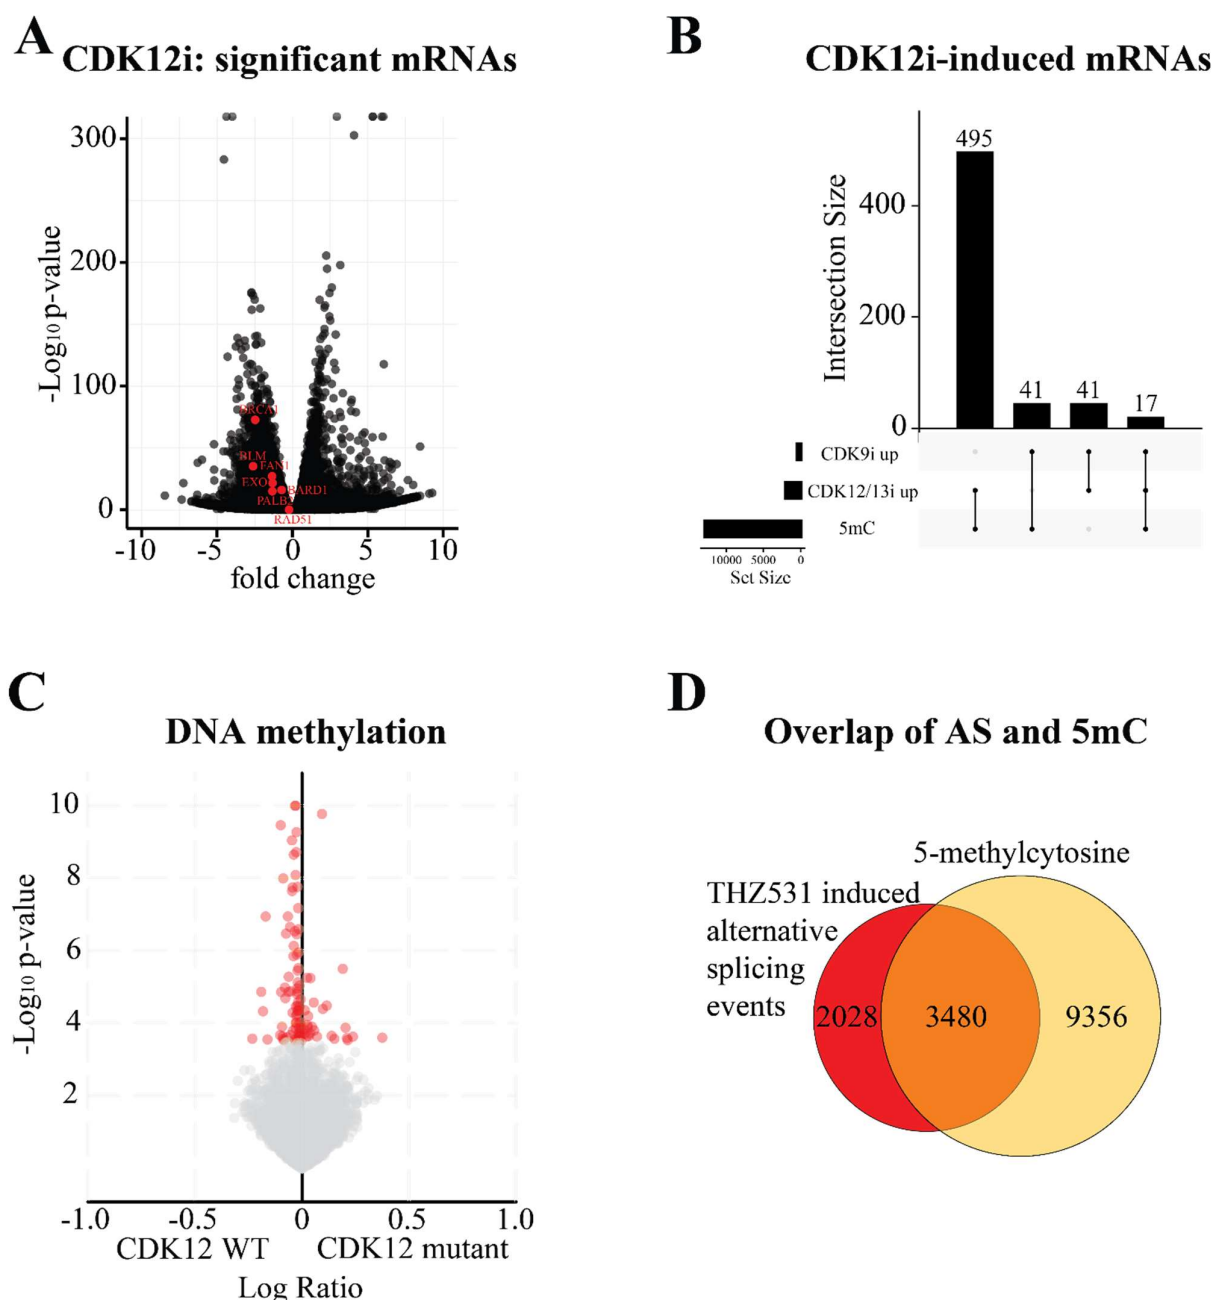 A
CDK12i: significant mRNAs
-Log10 p-value
300
200
100
0
BRCA1
BLM
FAN1
EXO1
BARD1
PALB2
RAD51
-10
-5
0
5
10
fold change
B
CDK12i-induced mRNAs
Intersection Size
400
200
0
495
41
41
17
CDK9i up
CDK12/13i up
5mC
10000
5000
0
Set Size
C
DNA methylation
-Log10 p-value
10
8
6
4
2
-1.0
-0.5
0
0.5
1.0
CDK12 WT
CDK12 mutant
Log Ratio
D
Overlap of AS and 5mC
5-methylcytosine
THZ531 induced
alternative
splicing
events
2028
3480
9356